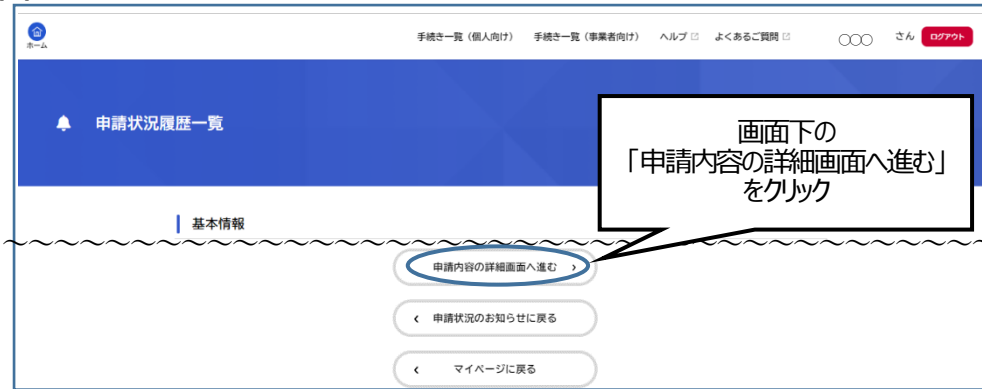 ホーム
手続き一覧（個人向け） 手続き一覧（事業者向け） ヘルプ よくあるご質問 ○○○ さん ログアウト
申請状況履歴一覧
画面下の
「申請内容の詳細画面へ進む」
をクリック
基本情報
申請内容の詳細画面へ進む ›
‹ 申請状況のお知らせに戻る
‹ マイページに戻る